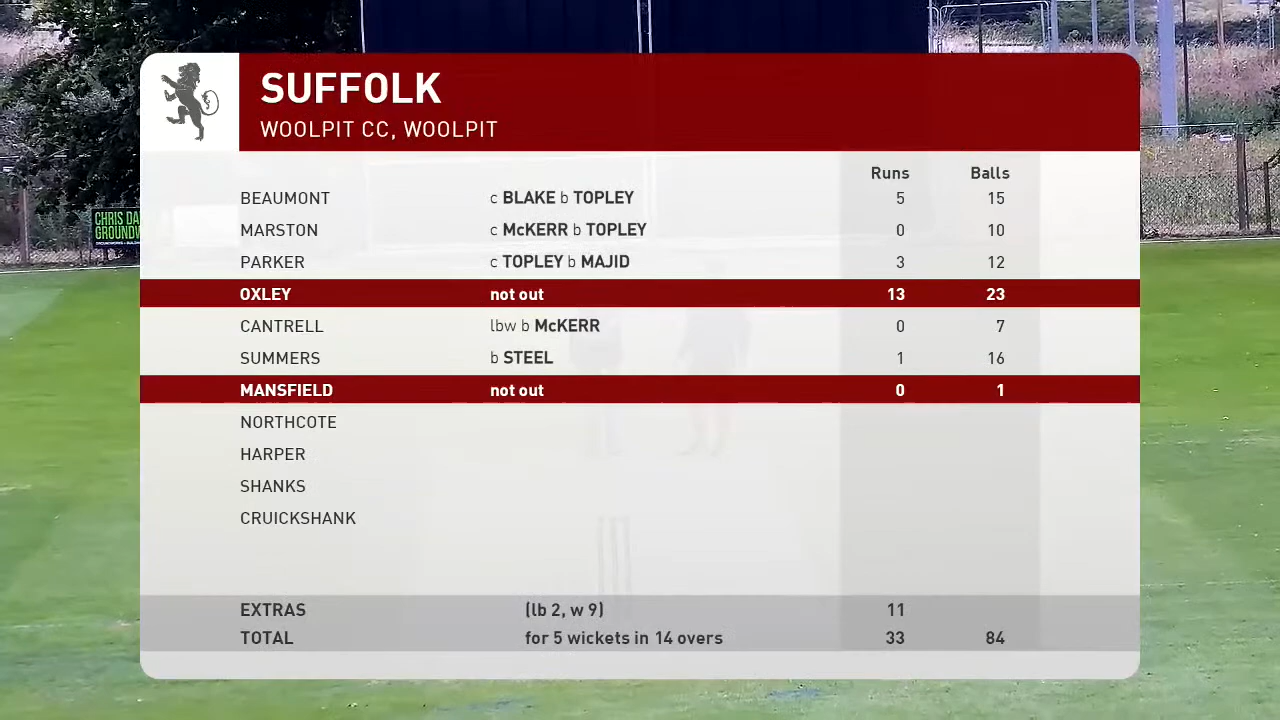 SUFFOLK
WOOLPIT CC, WOOLPIT
Runs Balls
BEAUMONT c BLAKE b TOPLEY 5 15
MARSTON c McKERR b TOPLEY 0 10
PARKER c TOPLEY b MAJID 3 12
OXLEY not out 13 23
CANTRELL lbw b McKERR 0 7
SUMMERS b STEEL 1 16
MANSFIELD not out 0 1
NORTHCOTE
HARPER
SHANKS
CRUICKSHANK
EXTRAS (lb 2, w 9) 11
TOTAL for 5 wickets in 14 overs 33 84
CHRIS DA
GROUNDW